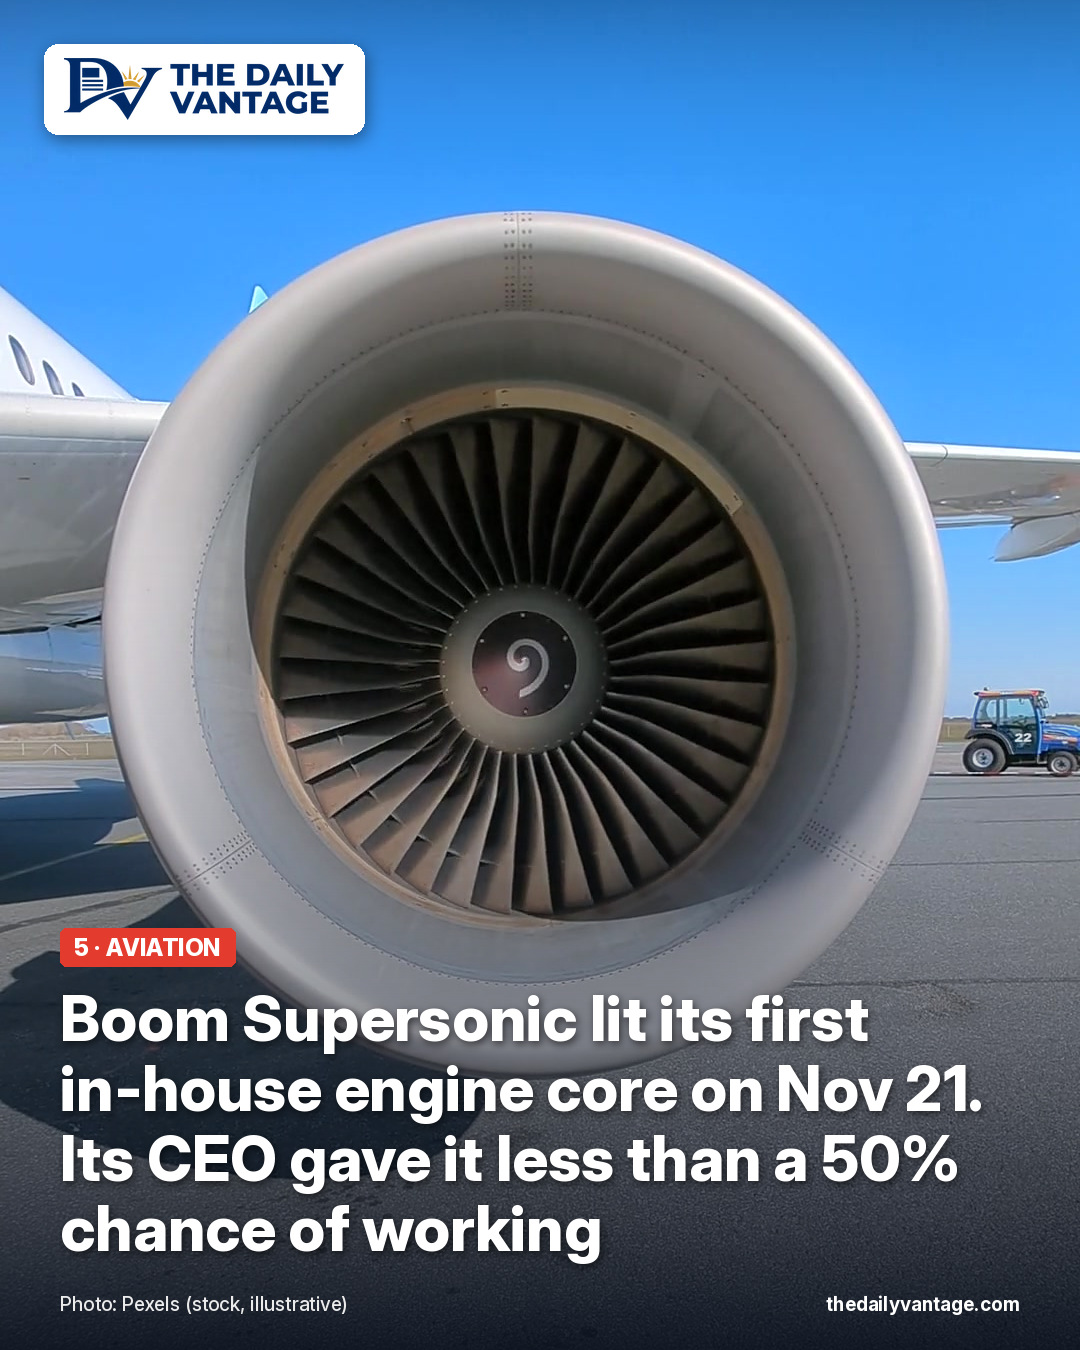 THE DAILY
VANTAGE
22
5 · AVIATION
Boom Supersonic lit its first
in-house engine core on Nov 21.
Its CEO gave it less than a 50%
chance of working
Photo: Pexels (stock, illustrative)
thedailyvantage.com